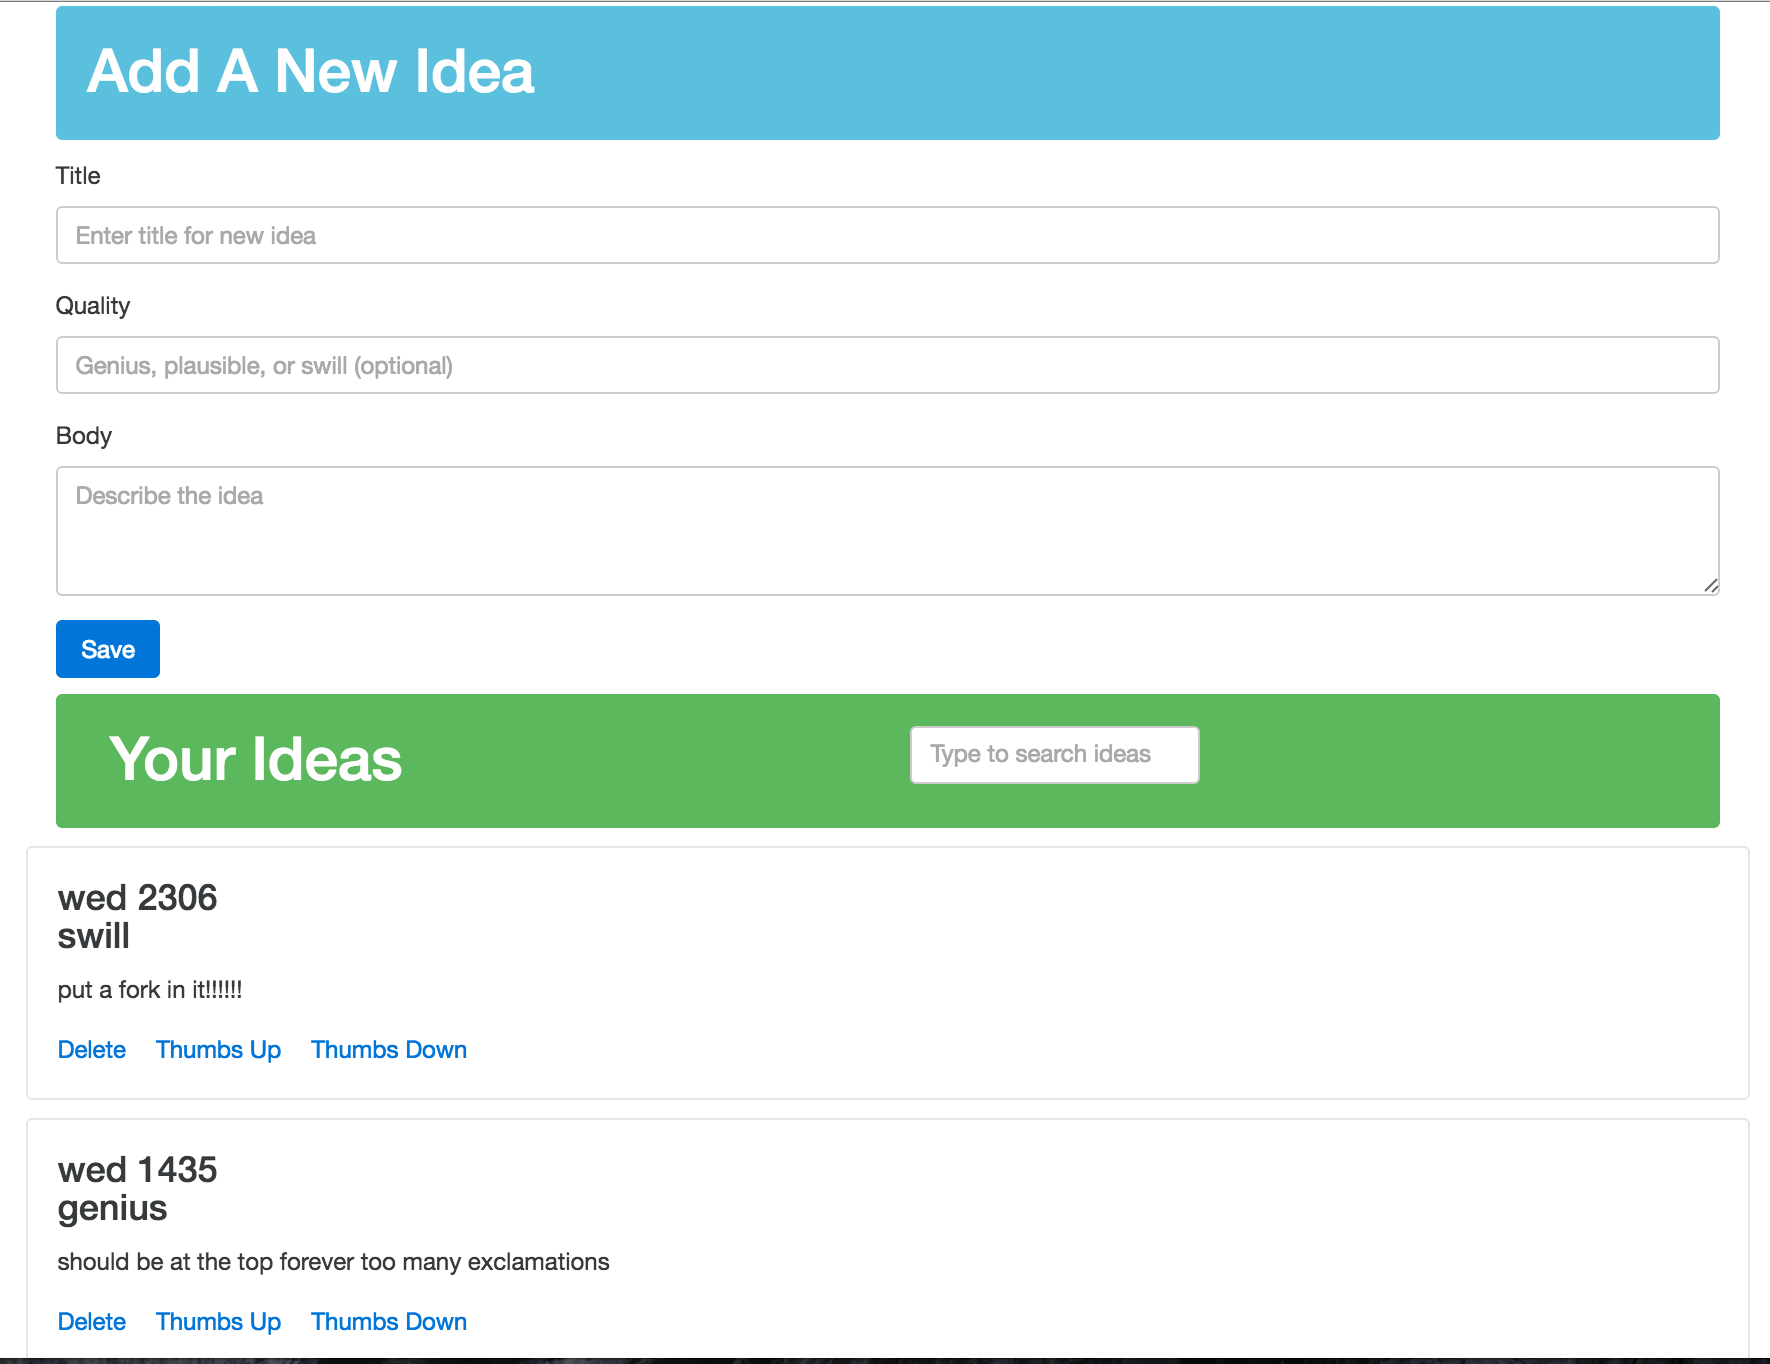 Add A New Idea
Title
Enter title for new idea
Quality
Genius, plausible, or swill (optional)
Body
Describe the idea
Save
Your Ideas
Type to search ideas
wed 2306
swill
put a fork in it!!!!!!
Delete Thumbs Up Thumbs Down
wed 1435
genius
should be at the top forever too many exclamations
Delete Thumbs Up Thumbs Down